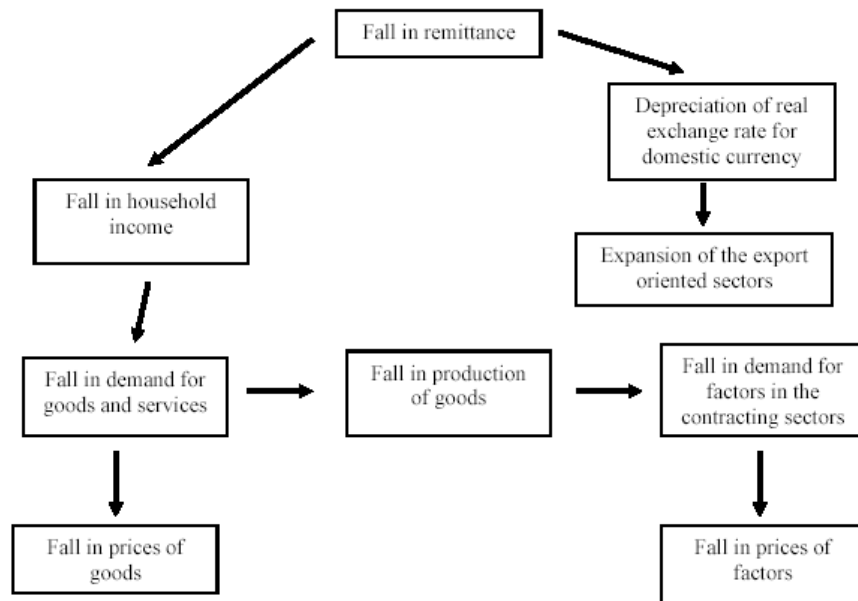 Fall in remittance
Depreciation of real
exchange rate for
domestic currency
Fall in household
income
Expansion of the export
oriented sectors
Fall in demand for
goods and services
Fall in production
of goods
Fall in demand for
factors in the
contracting sectors
Fall in prices of
goods
Fall in prices of
factors